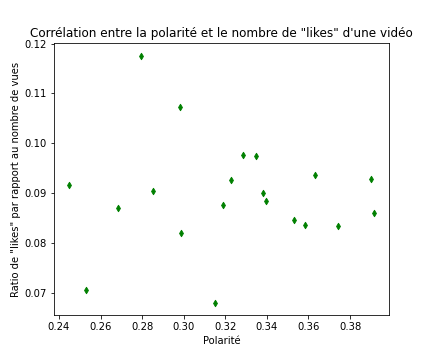 Corrélation entre la polarité et le nombre de "likes" d'une vidéo
Ratio de "likes" par rapport au nombre de vues
0.12
0.11
0.10
0.09
0.08
0.07
0.24 0.26 0.28 0.30 0.32 0.34 0.36 0.38
Polarité